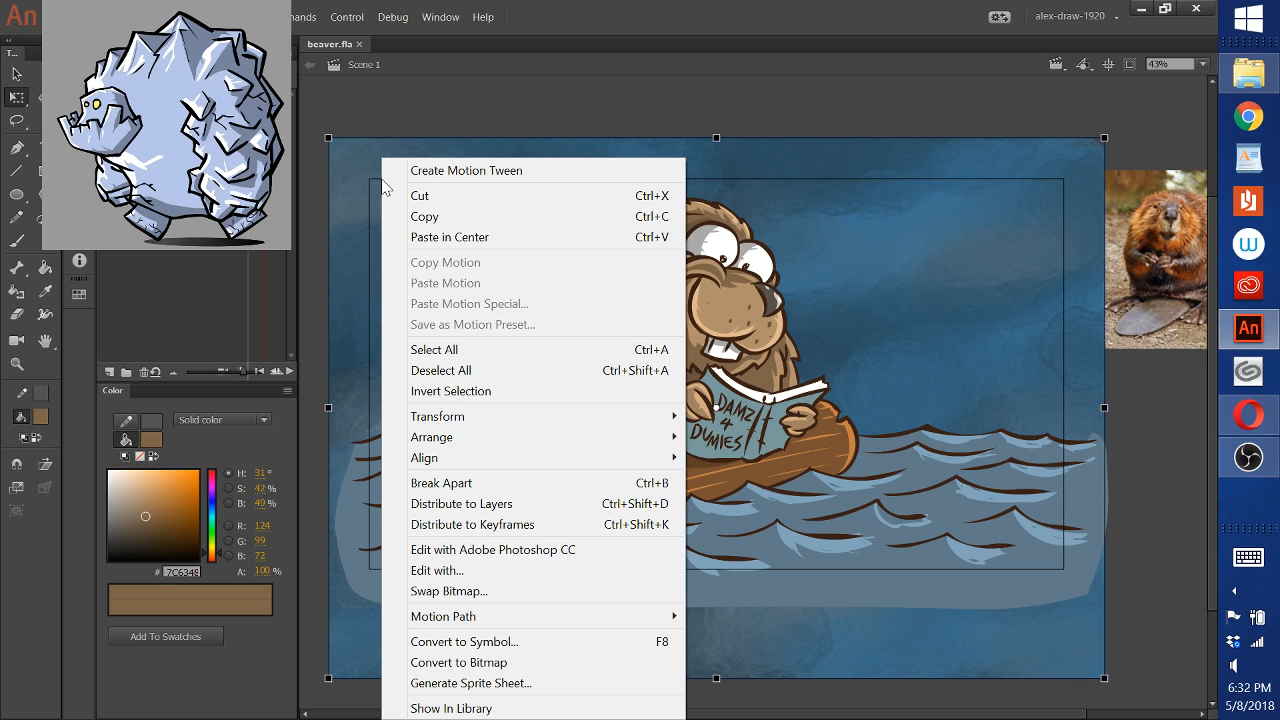 An
mands
Control
Debug
Window
Help
alex-draw-1920
T...
beaver.fla
Scene 1
43%
Create Motion Tween
Cut Ctrl+X
Copy Ctrl+C
Paste in Center Ctrl+V
Copy Motion
Paste Motion
Paste Motion Special...
Save as Motion Preset...
Select All Ctrl+A
Deselect All Ctrl+Shift+A
Invert Selection
Transform
Arrange
Align
Break Apart Ctrl+B
Distribute to Layers Ctrl+Shift+D
Distribute to Keyframes Ctrl+Shift+K
Edit with Adobe Photoshop CC
Edit with...
Swap Bitmap...
Motion Path
Convert to Symbol... F8
Convert to Bitmap
Generate Sprite Sheet...
Show In Library
DAMZ
4
DUMIES
Color
Solid color
H: 31 °
S: 42 %
B: 49 %
R: 124
G: 99
B: 72
A: 100 %
# 7C6348
Add To Swatches
An
6:32 PM
5/8/2018